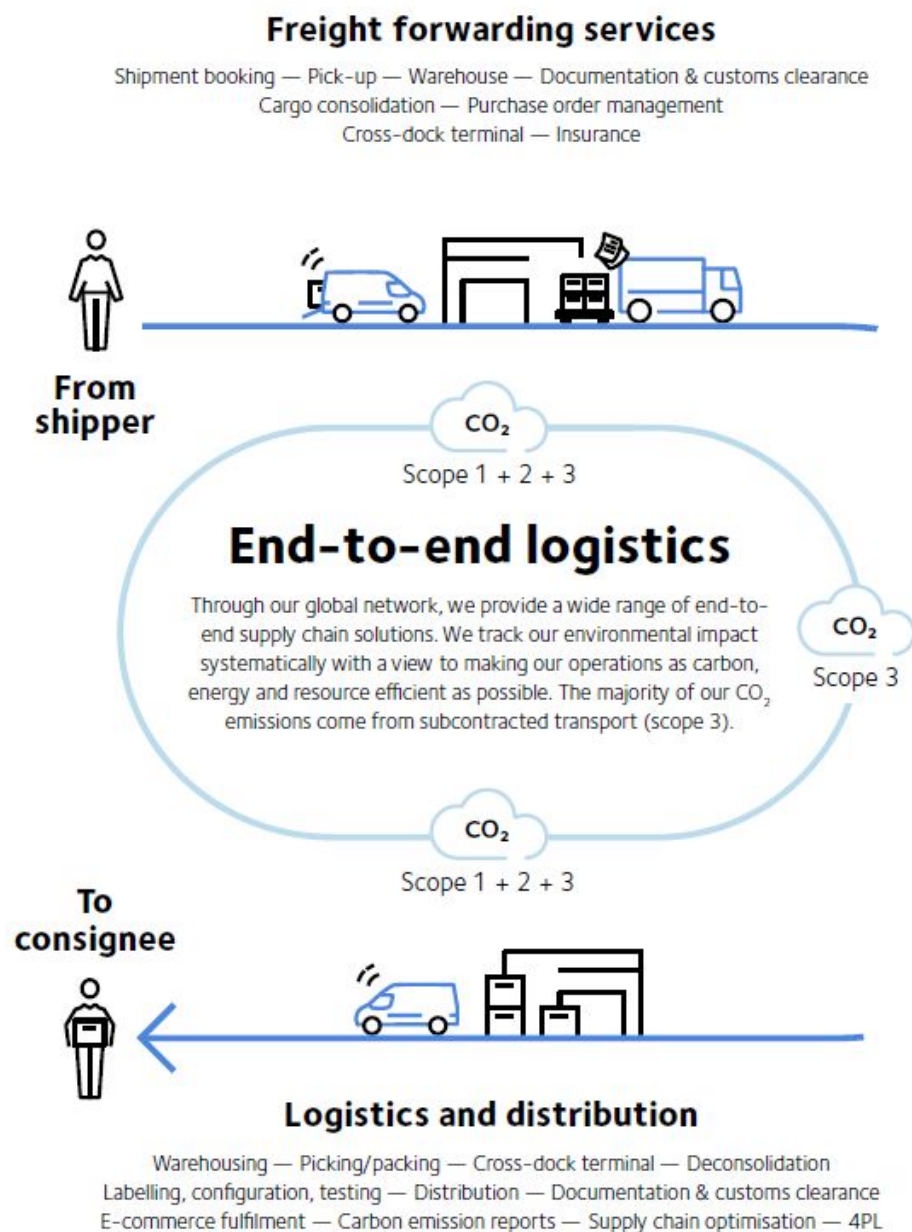 Freight forwarding services
Shipment booking — Pick-up — Warehouse — Documentation & customs clearance
Cargo consolidation — Purchase order management
Cross-dock terminal — Insurance
From
shipper
CO₂
Scope 1 + 2 + 3
End-to-end logistics
Through our global network, we provide a wide range of end-to-
end supply chain solutions. We track our environmental impact
systematically with a view to making our operations as carbon,
energy and resource efficient as possible. The majority of our CO₂
emissions come from subcontracted transport (scope 3).
CO₂
Scope 3
CO₂
Scope 1 + 2 + 3
To
consignee
Logistics and distribution
Warehousing — Picking/packing — Cross-dock terminal — Deconsolidation
Labelling, configuration, testing — Distribution — Documentation & customs clearance
E-commerce fulfilment — Carbon emission reports — Supply chain optimisation — 4PL